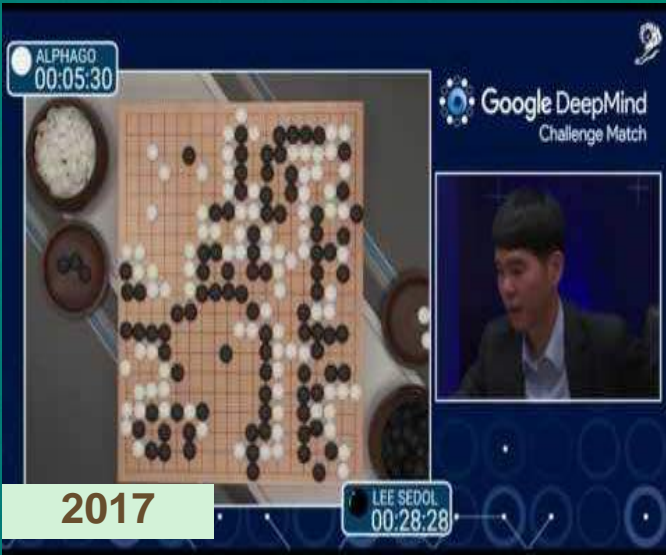 ALPHAGO
00:05:30
Google DeepMind
Challenge Match
LEE SEDOL
00:28:28
2017